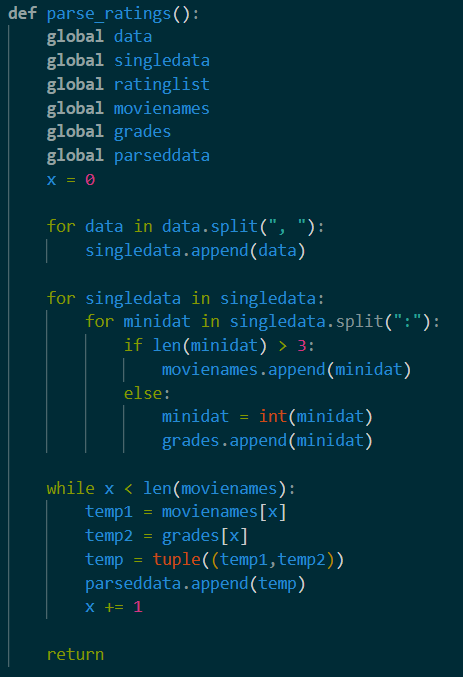 def parse_ratings():
    global data
    global singledata
    global ratinglist
    global movienames
    global grades
    global parseddata
    x = 0

    for data in data.split(", "):
        singledata.append(data)

    for singledata in singledata:
        for minidat in singledata.split(":"):
            if len(minidat) > 3:
                movienames.append(minidat)
            else:
                minidat = int(minidat)
                grades.append(minidat)

    while x < len(movienames):
        temp1 = movienames[x]
        temp2 = grades[x]
        temp = tuple((temp1,temp2))
        parseddata.append(temp)
        x += 1

    return